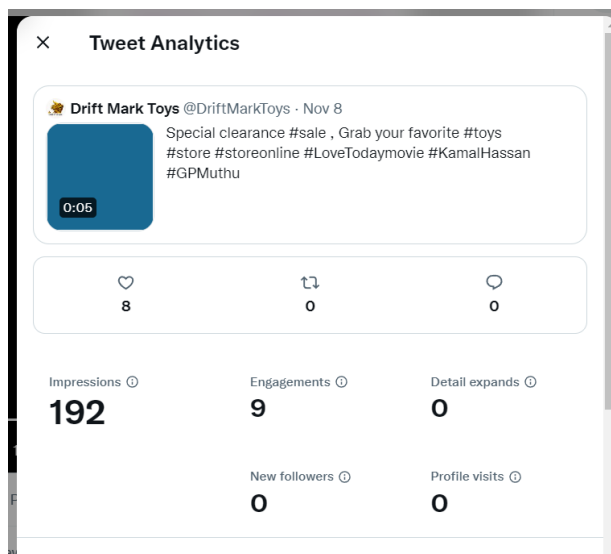 Tweet Analytics
Drift Mark Toys @DriftMarkToys · Nov 8
Special clearance #sale , Grab your favorite #toys
#store #storeonline #LoveTodaymovie #KamalHassan
#GPMuthu
0:05
8
0
0
Impressions
Engagements
Detail expands
192
9
0
New followers
Profile visits
0
0